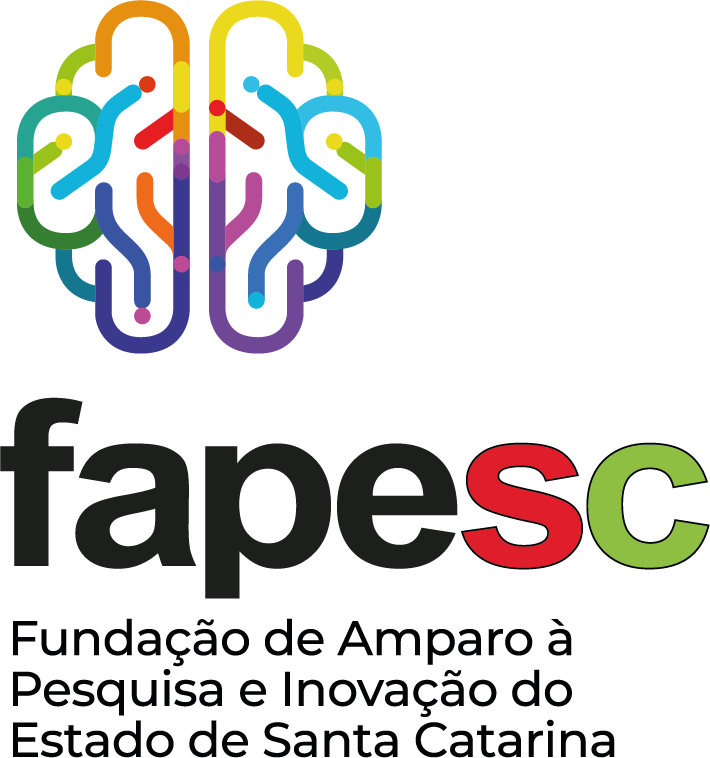 fapesc
Fundação de Amparo à
Pesquisa e Inovação do
Estado de Santa Catarina